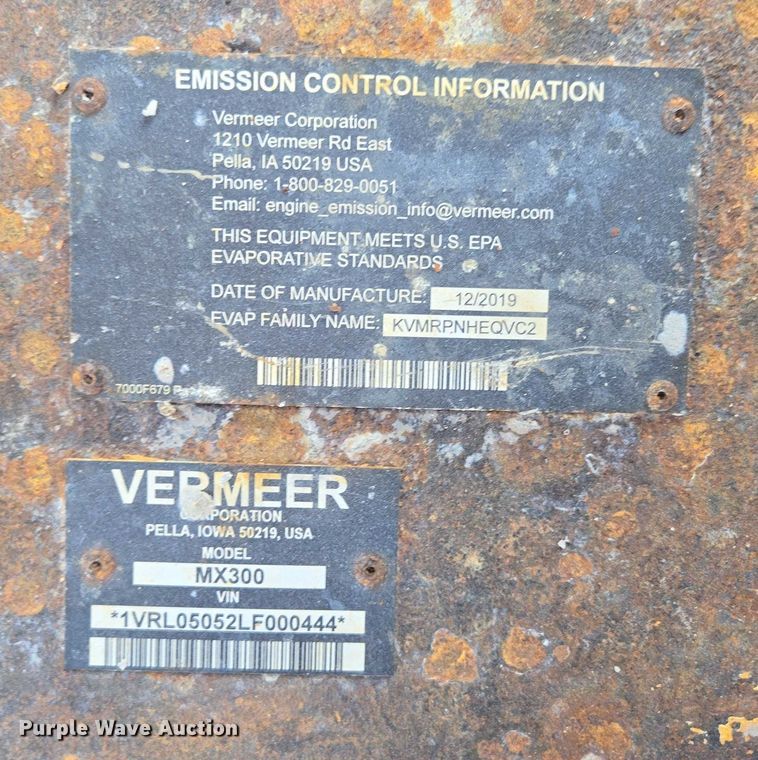 EMISSION CONTROL INFORMATION
Vermeer Corporation
1210 Vermeer Rd East
Pella, IA 50219 USA
Phone: 1-800-829-0051
Email: engine_emission_info@vermeer.com
THIS EQUIPMENT MEETS U.S. EPA
EVAPORATIVE STANDARDS
DATE OF MANUFACTURE: 12/2019
EVAP FAMILY NAME: KVMRPNHEQVC2
7000F679
VERMEER
CORPORATION
PELLA, IOWA 50219, USA
MODEL
MX300
VIN
*1VRL05052LF000444*
Purple Wave Auction